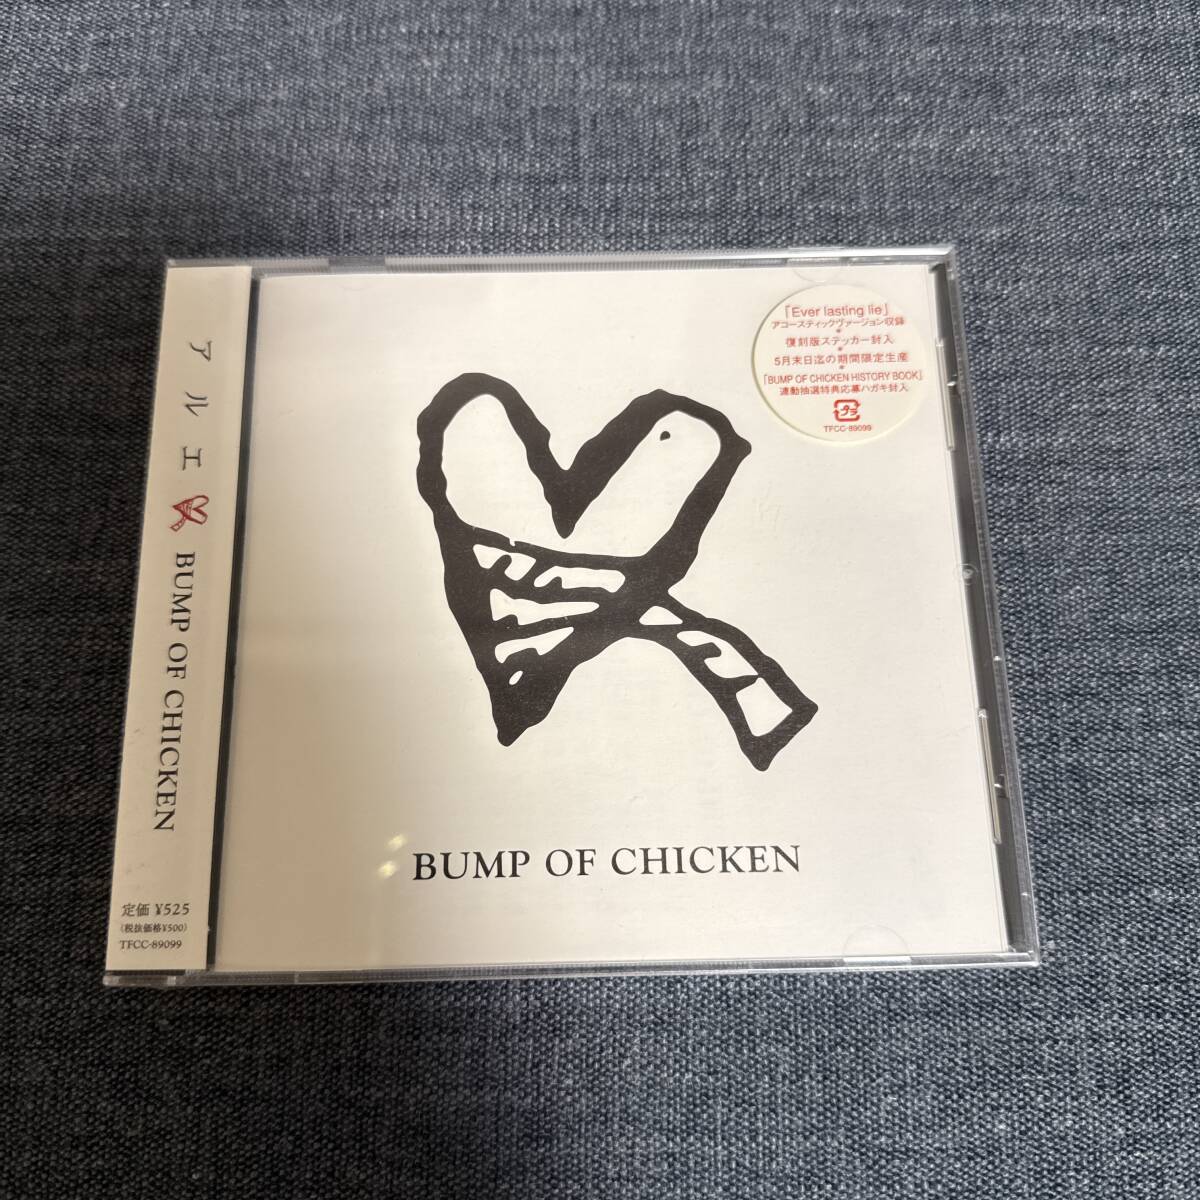 アルエ
BUMP OF CHICKEN
定価 ¥525
(税抜価格¥500)
TFCC-89099
「Ever lasting lie」
アコースティックヴァージョン収録
*
復刻版ステッカー封入
*
5月末日迄の期間限定生産
*
「BUMP OF CHICKEN HISTORY BOOK」
連動抽選特典応募ハガキ封入
プラ
TFCC-89099
BUMP OF CHICKEN